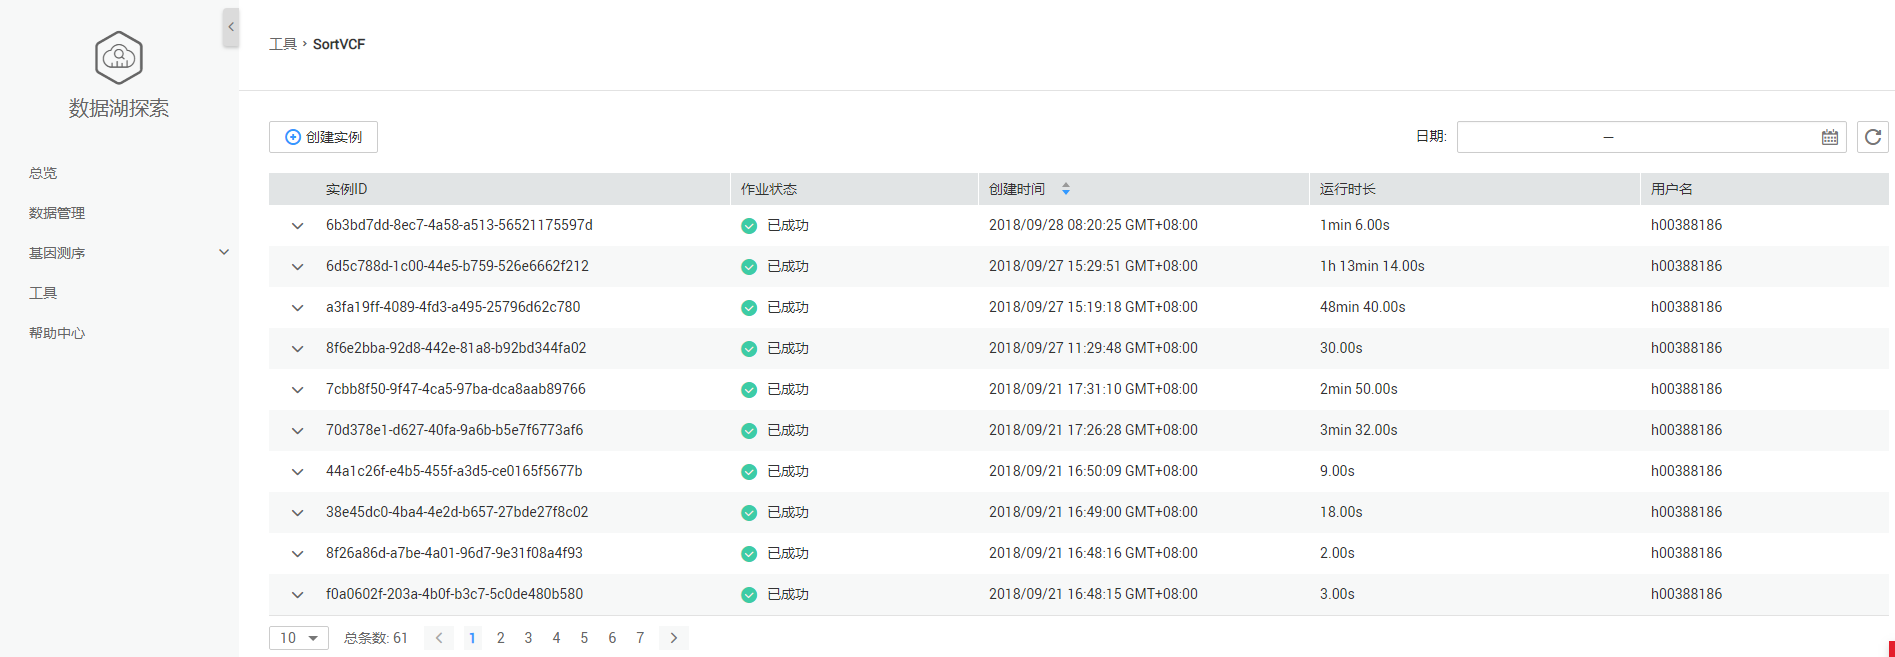 数据湖探索
总览
数据管理
基因测序
工具
帮助中心
工具 › SortVCF
创建实例
日期: –
实例ID 作业状态 创建时间 运行时长 用户名
6b3bd7dd-8ec7-4a58-a513-56521175597d 已成功 2018/09/28 08:20:25 GMT+08:00 1min 6.00s h00388186
6d5c788d-1c00-44e5-b759-526e6662f212 已成功 2018/09/27 15:29:51 GMT+08:00 1h 13min 14.00s h00388186
a3fa19ff-4089-4fd3-a495-25796d62c780 已成功 2018/09/27 15:19:18 GMT+08:00 48min 40.00s h00388186
8f6e2bba-92d8-442e-81a8-b92bd344fa02 已成功 2018/09/27 11:29:48 GMT+08:00 30.00s h00388186
7cbb8f50-9f47-4ca5-97ba-dca8aab89766 已成功 2018/09/21 17:31:10 GMT+08:00 2min 50.00s h00388186
70d378e1-d627-40fa-9a6b-b5e7f6773af6 已成功 2018/09/21 17:26:28 GMT+08:00 3min 32.00s h00388186
44a1c26f-e4b5-455f-a3d5-ce0165f5677b 已成功 2018/09/21 16:50:09 GMT+08:00 9.00s h00388186
38e45dc0-4ba4-4e2d-b657-27bde27f8c02 已成功 2018/09/21 16:49:00 GMT+08:00 18.00s h00388186
8f26a86d-a7be-4a01-96d7-9e31f08a4f93 已成功 2018/09/21 16:48:16 GMT+08:00 2.00s h00388186
f0a0602f-203a-4b0f-b3c7-5c0de480b580 已成功 2018/09/21 16:48:15 GMT+08:00 3.00s h00388186
10 总条数: 61 1 2 3 4 5 6 7